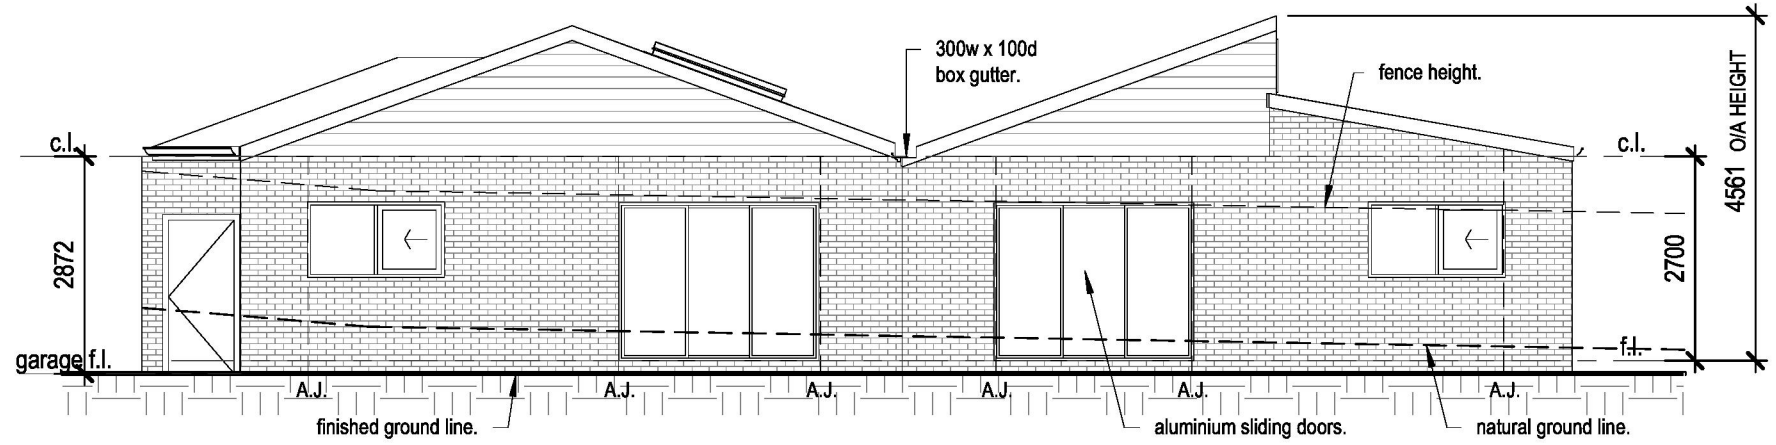 300w x 100d
box gutter.
fence height.
4561 O/A HEIGHT
c.l.
c.l.
2872
2700
garage f.l.
f.l.
A.J.
A.J.
A.J.
A.J.
A.J.
A.J.
finished ground line.
aluminium sliding doors.
natural ground line.